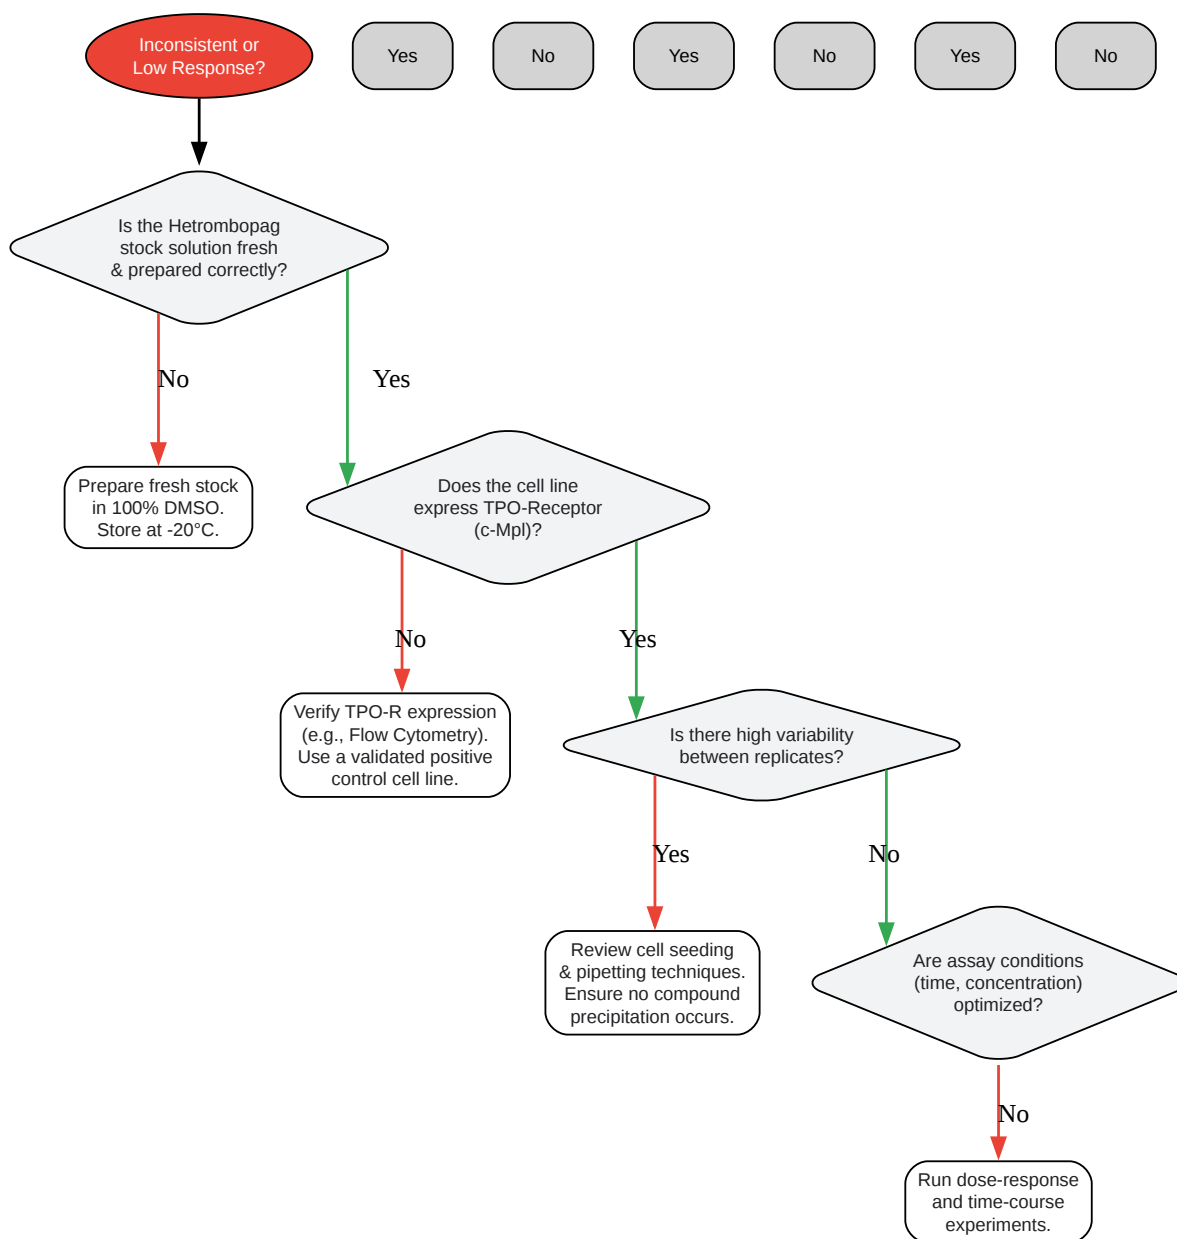 Inconsistent or
Low Response?
Yes
No
Yes
No
Yes
No
Is the Hetrombopag
stock solution fresh
& prepared correctly?
No
Yes
Prepare fresh stock
in 100% DMSO.
Store at -20°C.
Does the cell line
express TPO-Receptor
(c-Mpl)?
No
Yes
Verify TPO-R expression
(e.g., Flow Cytometry).
Use a validated positive
control cell line.
Is there high variability
between replicates?
Yes
No
Review cell seeding
& pipetting techniques.
Ensure no compound
precipitation occurs.
Are assay conditions
(time, concentration)
optimized?
No
Run dose-response
and time-course
experiments.